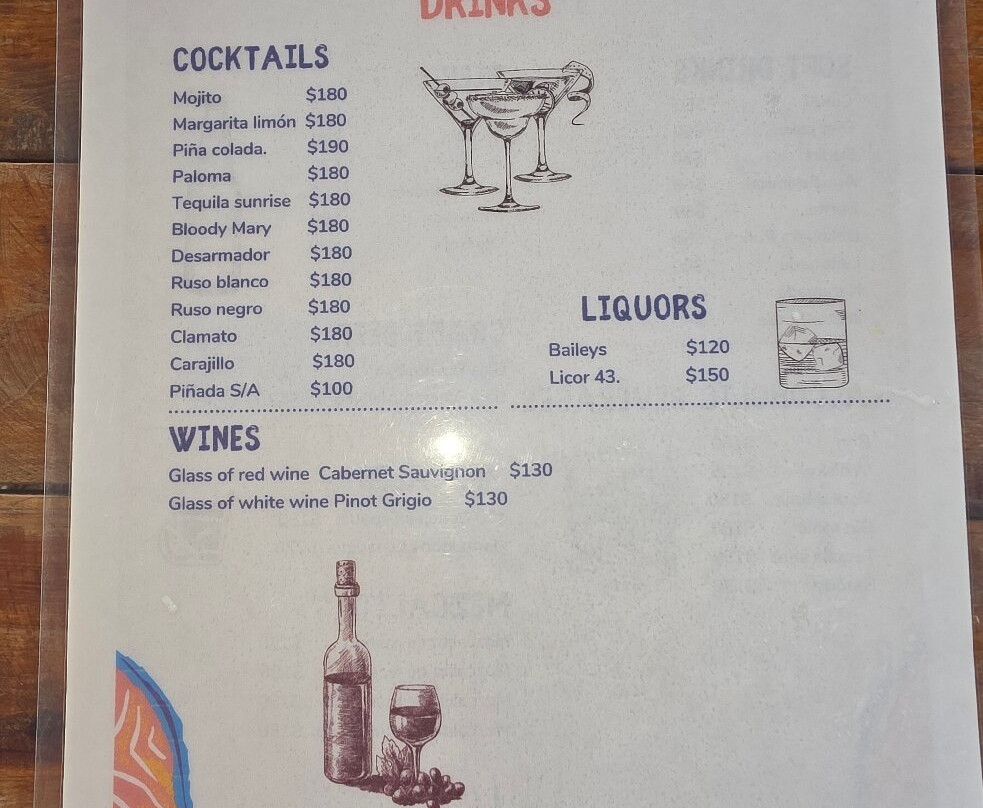 DRINKS
COCKTAILS
Mojito $180
Margarita limón $180
Piña colada. $190
Paloma $180
Tequila sunrise $180
Bloody Mary $180
Desarmador $180
Ruso blanco $180
Ruso negro $180
Clamato $180
Carajillo $180
Piñada S/A $100
LIQUORS
Baileys $120
Licor 43. $150
WINES
Glass of red wine Cabernet Sauvignon $130
Glass of white wine Pinot Grigio $130